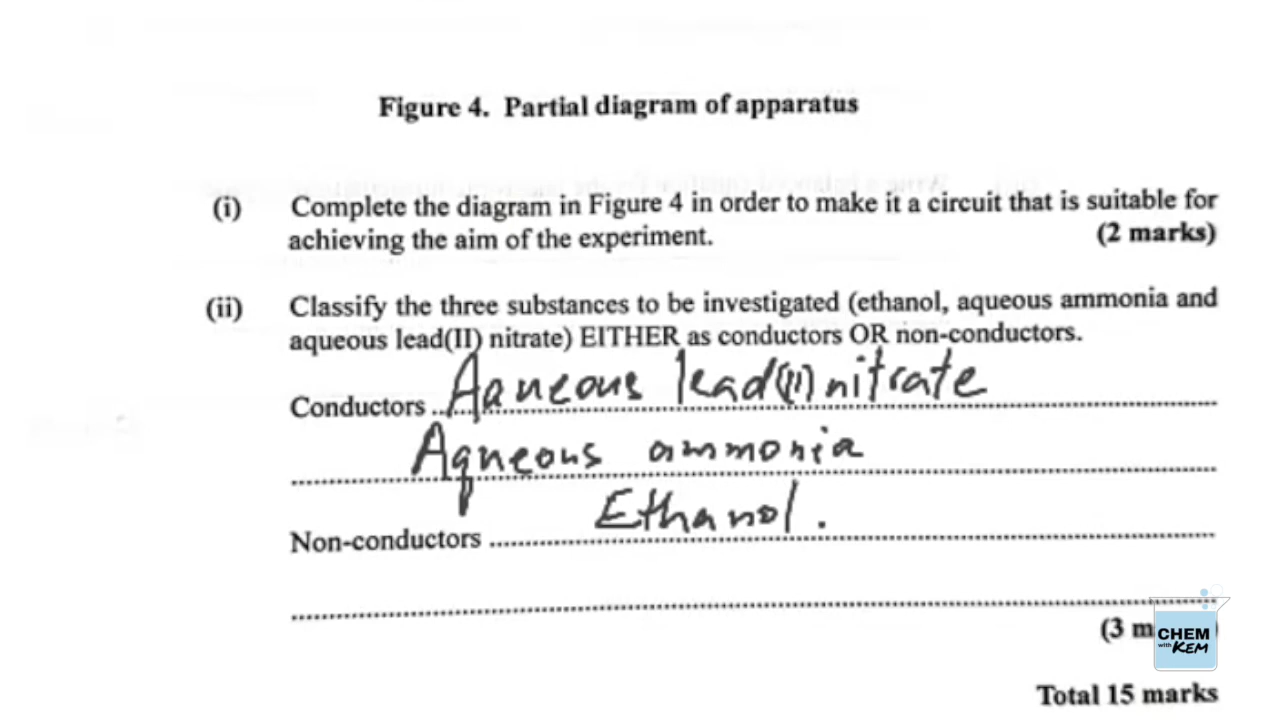 Figure 4. Partial diagram of apparatus
(i) Complete the diagram in Figure 4 in order to make it a circuit that is suitable for
achieving the aim of the experiment. (2 marks)
(ii) Classify the three substances to be investigated (ethanol, aqueous ammonia and
aqueous lead(II) nitrate) EITHER as conductors OR non-conductors.
Conductors Aqueous lead(II) nitrate
Aqueous ammonia
Non-conductors Ethanol.
(3
CHEM
with KEM
Total 15 marks